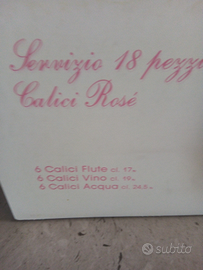 Servizio 18 pezzi
Calici Rosé
6 Calici Flute cl. 17
6 Calici Vino cl. 19
6 Calici Acqua cl. 24,5
subito